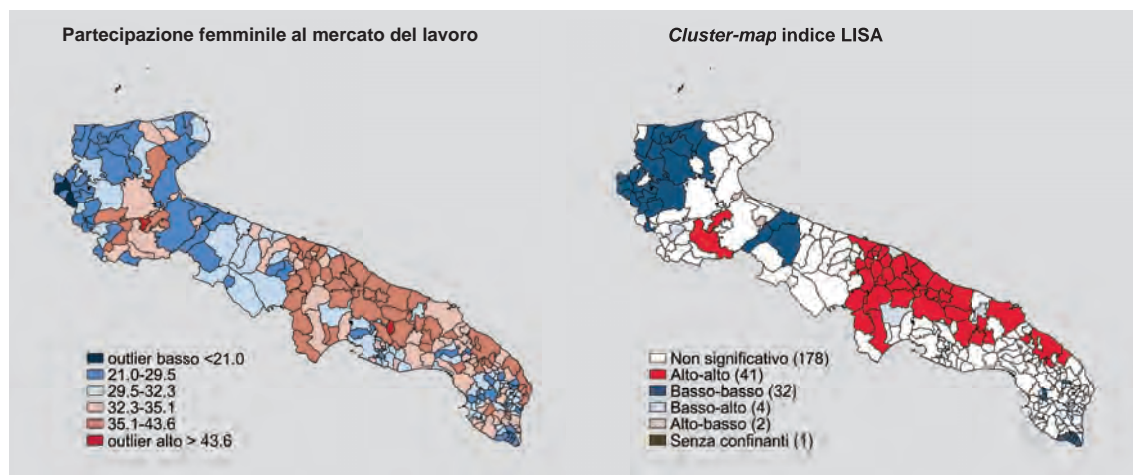 Partecipazione femminile al mercato del lavoro
Cluster-map indice LISA
outlier basso <21.0
21.0-29.5
29.5-32.3
32.3-35.1
35.1-43.6
outlier alto > 43.6
Non significativo (178)
Alto-alto (41)
Basso-basso (32)
Basso-alto (4)
Alto-basso (2)
Senza confinanti (1)